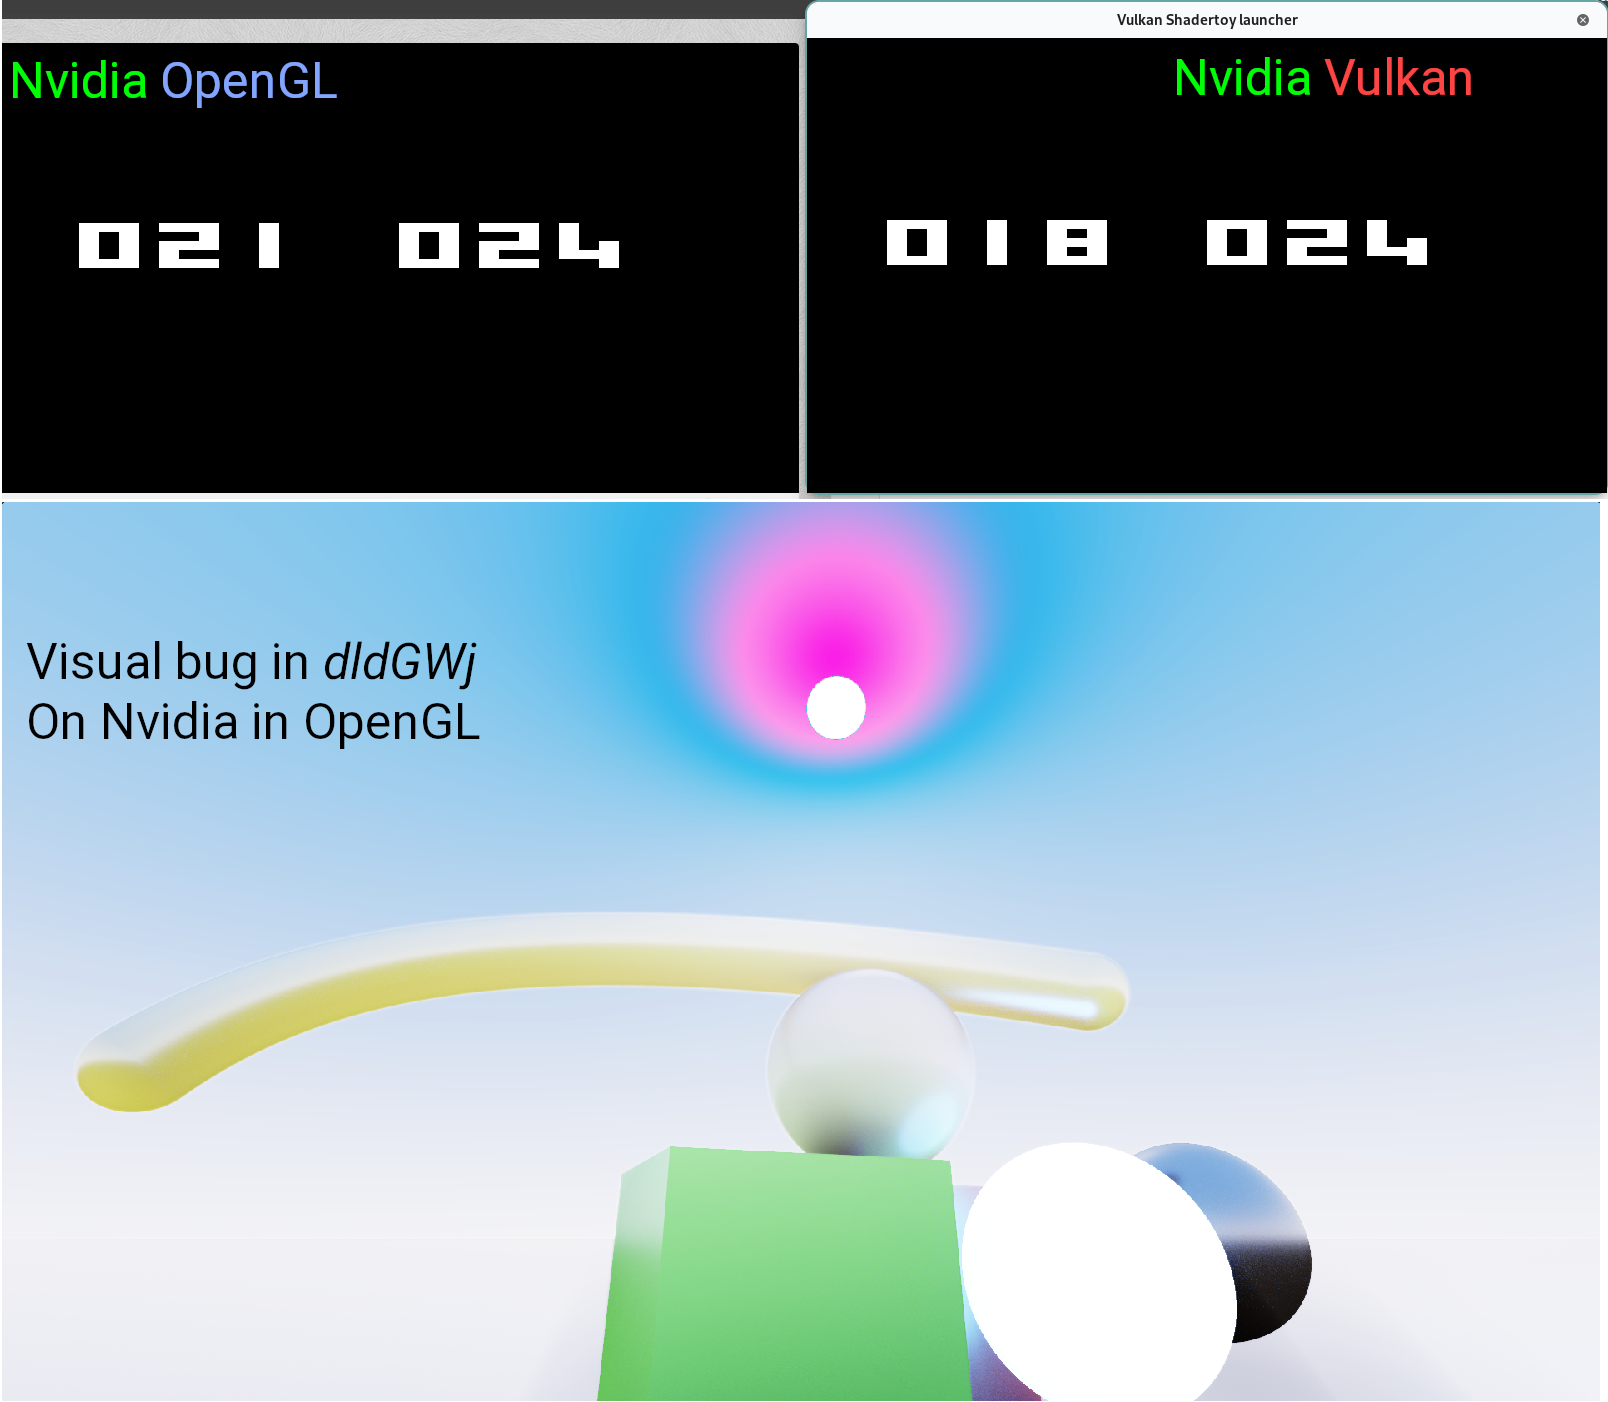 Vulkan Shadertoy launcher
Nvidia OpenGL
Nvidia Vulkan
021 024
018 024
Visual bug in dldGWj
On Nvidia in OpenGL